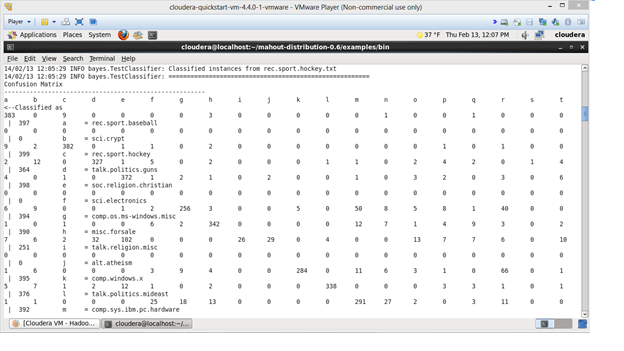 cloudera-quickstart-vm-4.4.0-1-vmware - VMware Player (Non-commercial use only)
Player
Applications Places System 37 °F Thu Feb 13, 12:07 PM cloudera
cloudera@localhost:~/mahout-distribution-0.6/examples/bin
File Edit View Search Terminal Help
14/02/13 12:05:29 INFO bayes.TestClassifier: Classified instances from rec.sport.hockey.txt
14/02/13 12:05:29 INFO bayes.TestClassifier: =======================================================
Confusion Matrix
-------------------------------------------------------
a b c d e f g h i j k l m n o p q r s t
<--Classified as
383 0 9 0 0 0 0 3 0 0 0 0 0 1 0 0 1 0 0 0
| 397 a = rec.sport.baseball
0 0 0 0 0 0 0 0 0 0 0 0 0 0 0 0 0 0 0 0
| 0 b = sci.crypt
9 2 382 0 1 1 0 2 0 0 0 0 0 0 0 1 0 1 0 0
| 399 c = rec.sport.hockey
2 12 0 327 1 5 0 2 0 0 0 1 1 0 2 4 2 0 1 4
| 364 d = talk.politics.guns
4 0 1 0 372 1 0 2 0 1 0 0 1 0 3 2 0 3 0 6
| 398 e = soc.religion.christian
0 0 0 0 0 0 0 0 0 0 0 0 0 0 0 0 0 0 0 0
| 0 f = sci.electronics
6 9 0 0 1 2 256 3 0 0 5 0 50 8 5 8 1 40 0 0
| 394 g = comp.os.ms-windows.misc
1 0 1 0 0 6 2 342 0 0 0 0 12 7 1 4 9 3 0 2
| 390 h = misc.forsale
7 6 2 32 102 0 0 0 26 29 0 4 0 0 13 7 7 6 0 10
| 251 i = talk.religion.misc
0 0 0 0 0 0 0 0 0 0 0 0 0 0 0 0 0 0 0 0
| 0 j = alt.atheism
1 6 0 0 0 3 9 4 0 0 284 0 11 6 3 1 0 66 0 1
| 395 k = comp.windows.x
5 7 1 2 12 1 0 2 0 0 0 338 0 0 0 3 3 1 0 1
| 376 l = talk.politics.mideast
1 1 0 0 0 25 18 13 0 0 0 0 291 27 2 0 3 11 0 0
| 392 m = comp.sys.ibm.pc.hardware
[Cloudera VM - Hadoo... cloudera@localhost:~/...